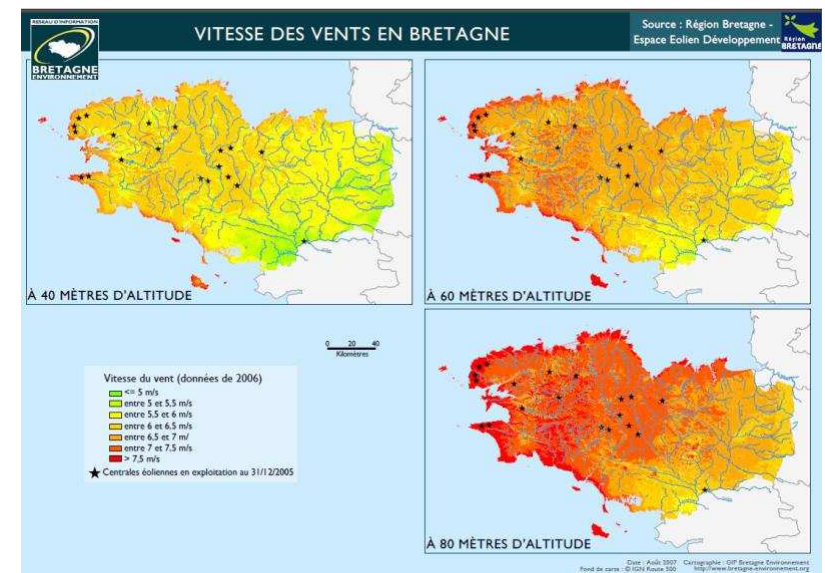 RESEAU D'INFORMATION
BRETAGNE
ENVIRONNEMENT
VITESSE DES VENTS EN BRETAGNE
Source : Région Bretagne -
Espace Eolien Développement
Région
BRETAGNE
À 40 MÈTRES D'ALTITUDE
À 60 MÈTRES D'ALTITUDE
0 20 40
Kilomètres
Vitesse du vent (données de 2006)
<= 5 m/s
entre 5 et 5,5 m/s
entre 5,5 et 6 m/s
entre 6 et 6,5 m/s
entre 6,5 et 7 m/
entre 7 et 7,5 m/s
> 7,5 m/s
Centrales éoliennes en exploitation au 31/12/2005
À 80 MÈTRES D'ALTITUDE
Date : Août 2007 Cartographie : GIP Bretagne Environnement
Fond de carte : © IGN Route 500 http://www.bretagne-environnement.org